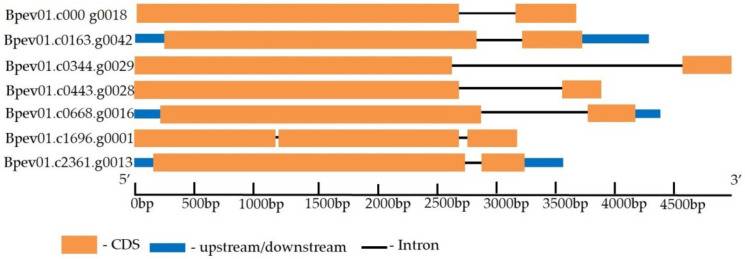 Bpev01.c000 g0018
Bpev01.c0163.g0042
Bpev01.c0344.g0029
Bpev01.c0443.g0028
Bpev01.c0668.g0016
Bpev01.c1696.g0001
Bpev01.c2361.g0013
5′ 3′
0bp 500bp 1000bp 1500bp 2000bp 2500bp 3000bp 3500bp 4000bp 4500bp
- CDS - upstream/downstream - Intron